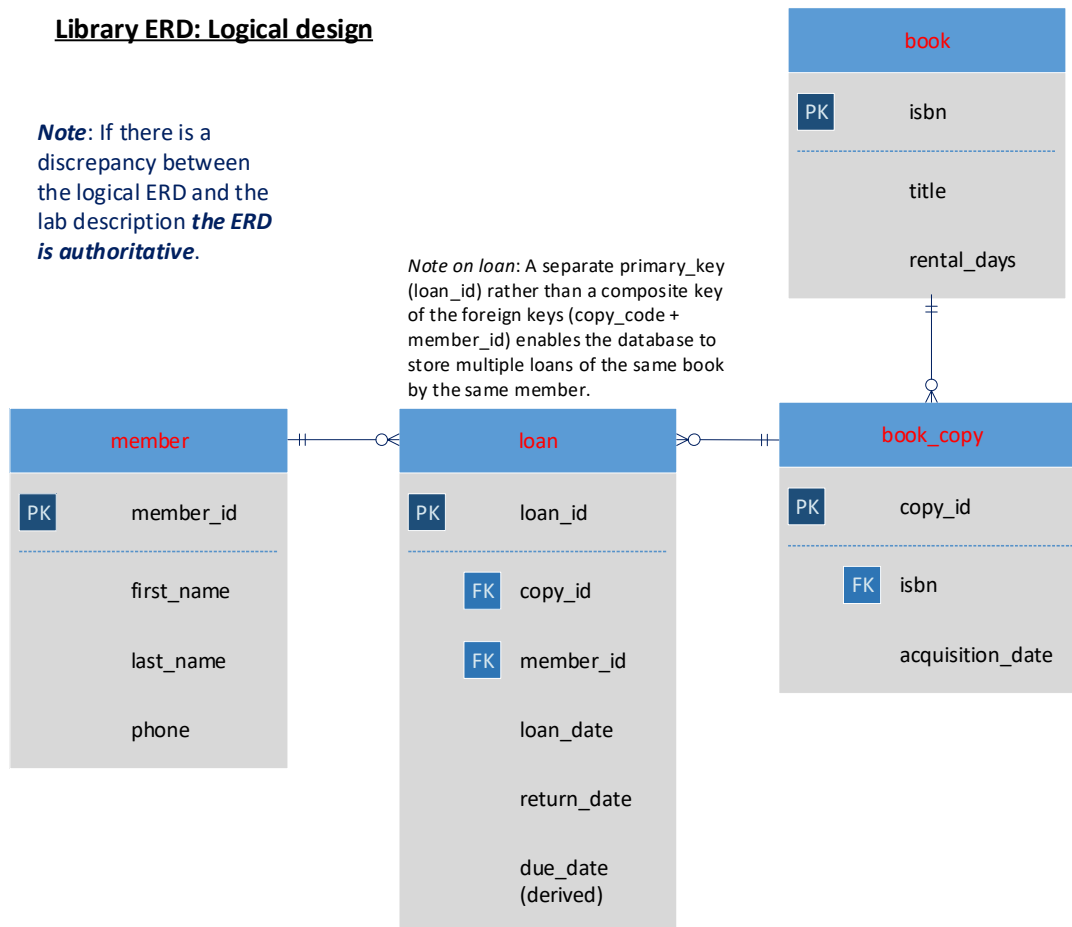 Library ERD: Logical design
Note: If there is a
discrepancy between
the logical ERD and the
lab description the ERD
is authoritative.
Note on loan: A separate primary_key
(loan_id) rather than a composite key
of the foreign keys (copy_code +
member_id) enables the database to
store multiple loans of the same book
by the same member.
book
PK isbn
title
rental_days
member
PK member_id
first_name
last_name
phone
loan
PK loan_id
FK copy_id
FK member_id
loan_date
return_date
due_date
(derived)
book_copy
PK copy_id
FK isbn
acquisition_date